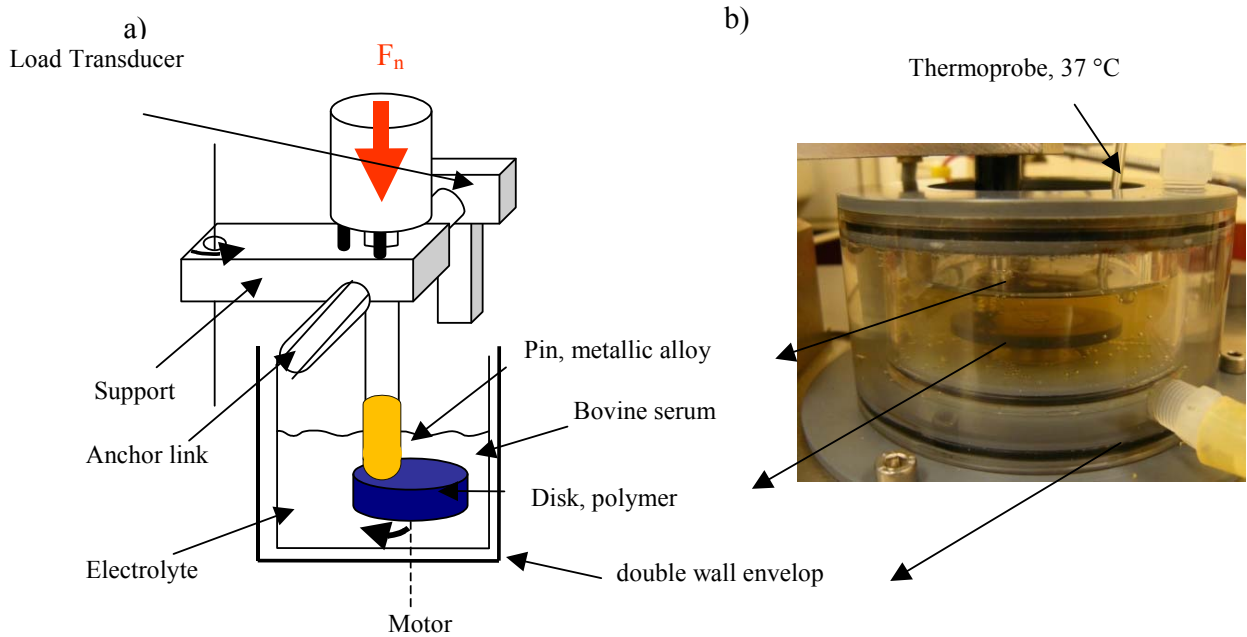 a)
b)
Load Transducer
Fn
Thermoprobe, 37 °C
Support
Anchor link
Electrolyte
Motor
Pin, metallic alloy
Bovine serum
Disk, polymer
double wall envelop